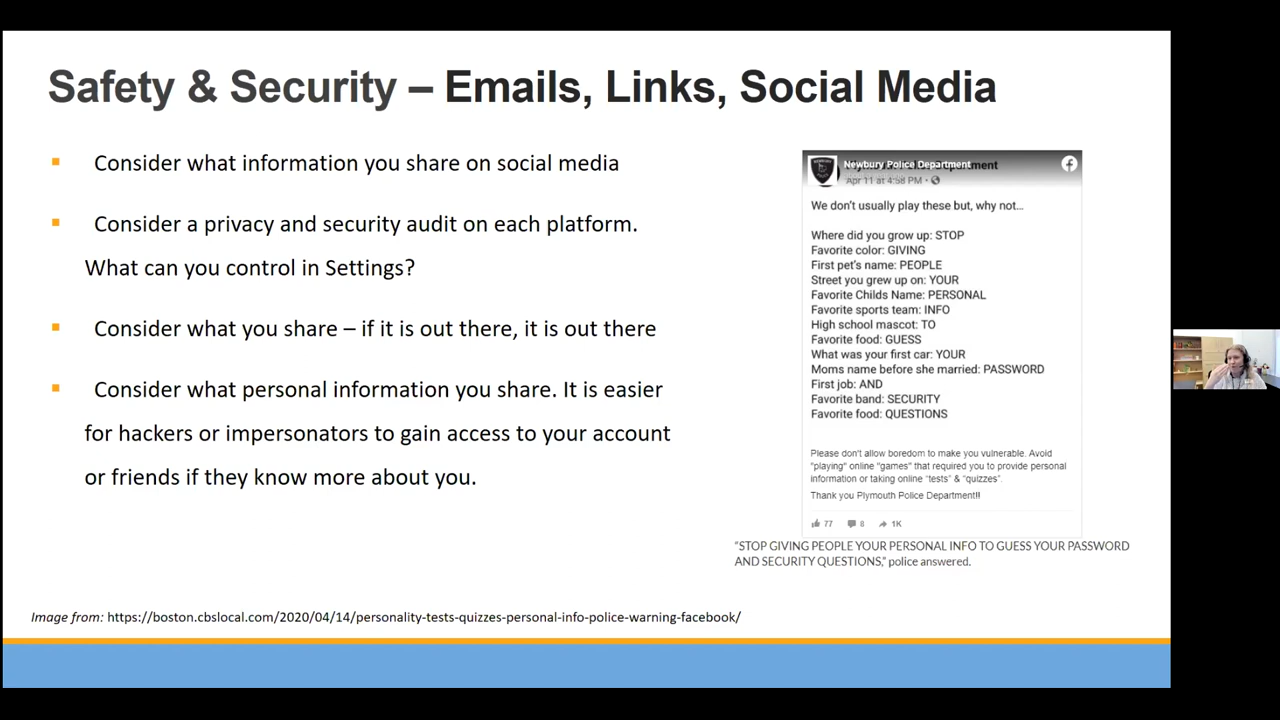 Safety & Security – Emails, Links, Social Media
Consider what information you share on social media
Consider a privacy and security audit on each platform.
What can you control in Settings?
Consider what you share – if it is out there, it is out there
Consider what personal information you share. It is easier
for hackers or impersonators to gain access to your account
or friends if they know more about you.
Newbury Police Department
Apr 11 at 4:58 PM
We don't usually play these but, why not...
Where did you grow up: STOP
Favorite color: GIVING
First pet's name: PEOPLE
Street you grew up on: YOUR
Favorite Childs Name: PERSONAL
Favorite sports team: INFO
High school mascot: TO
Favorite food: GUESS
What was your first car: YOUR
Moms name before she married: PASSWORD
First job: AND
Favorite band: SECURITY
Favorite food: QUESTIONS
Please don't allow boredom to make you vulnerable. Avoid
"playing" online "games" that required you to provide personal
information or taking online "tests" & "quizzes".
Thank you Plymouth Police Department!!
77 8 1K
"STOP GIVING PEOPLE YOUR PERSONAL INFO TO GUESS YOUR PASSWORD
AND SECURITY QUESTIONS," police answered.
Image from: https://boston.cbslocal.com/2020/04/14/personality-tests-quizzes-personal-info-police-warning-facebook/